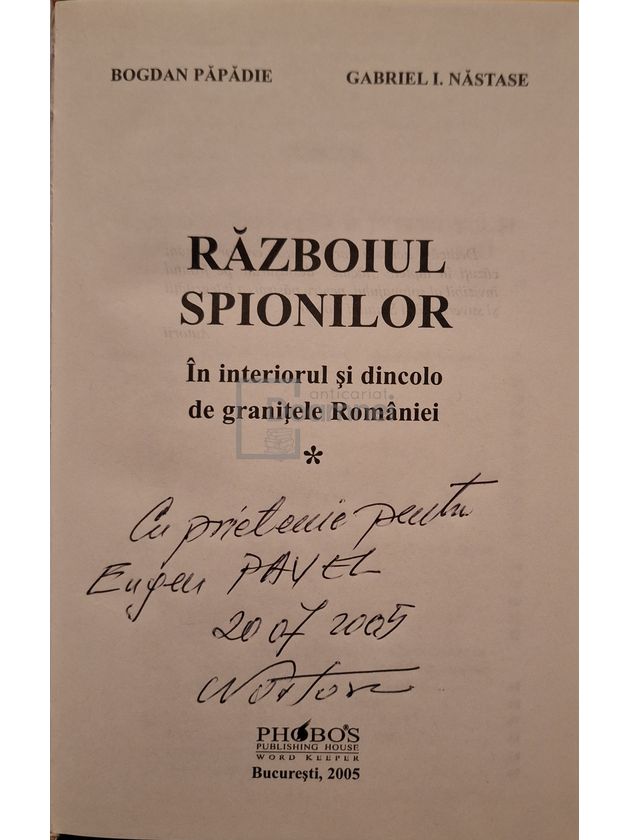 BOGDAN PĂPĂDIE GABRIEL I. NĂSTASE
RĂZBOIUL
SPIONILOR
În interiorul şi dincolo
de graniţele României
*
anticariat
Cu prietenie pentru
Eugen PAVEL
20 07 2005
PHOBOS
PUBLISHING HOUSE
WORD KEEPER
Bucureşti, 2005